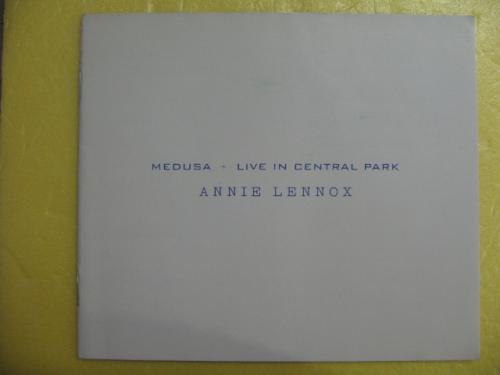 MEDUSA - LIVE IN CENTRAL PARK
ANNIE LENNOX